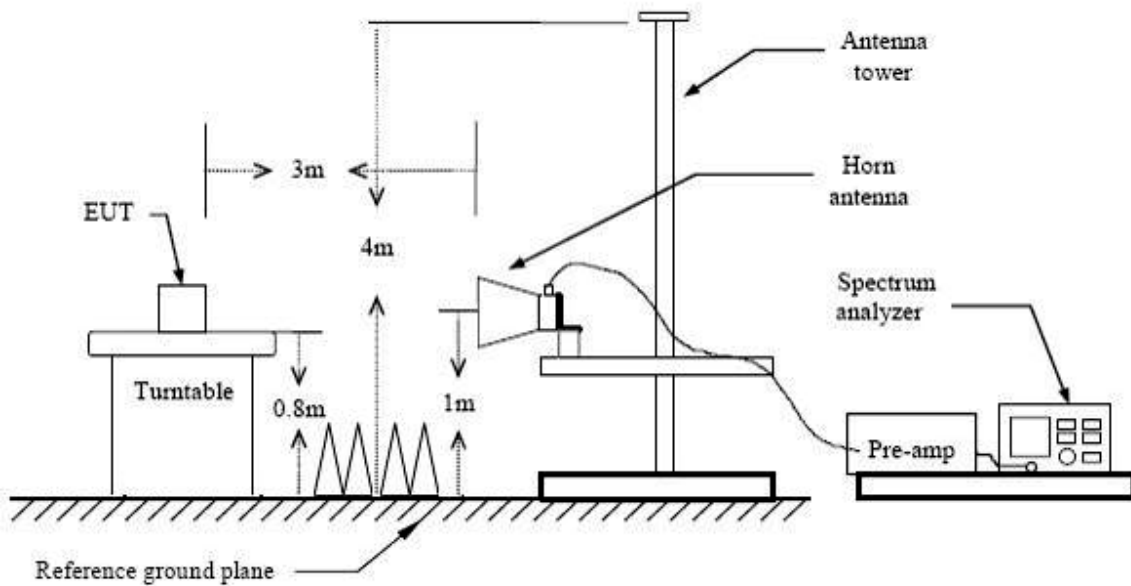 Antenna
tower
3m
Horn
antenna
EUT
4m
Spectrum
analyzer
Turntable
0.8m
1m
Pre-amp
Reference ground plane